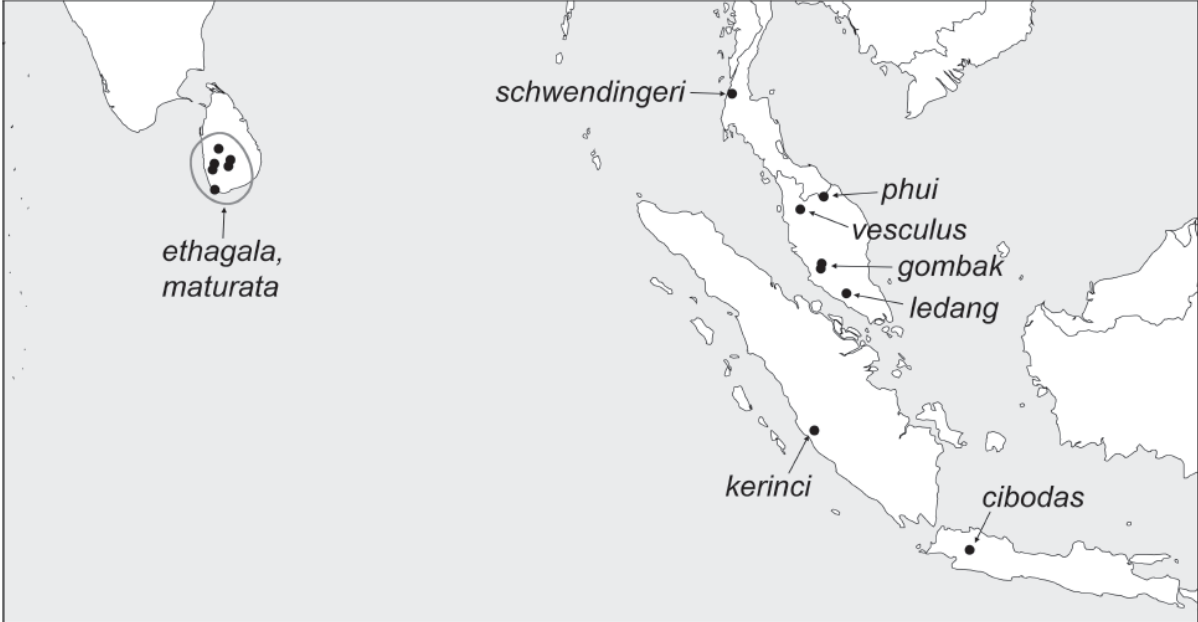 schwendingeri
phui
vesculus
ethagala,
maturata
gombak
ledang
kerinci
cibodas